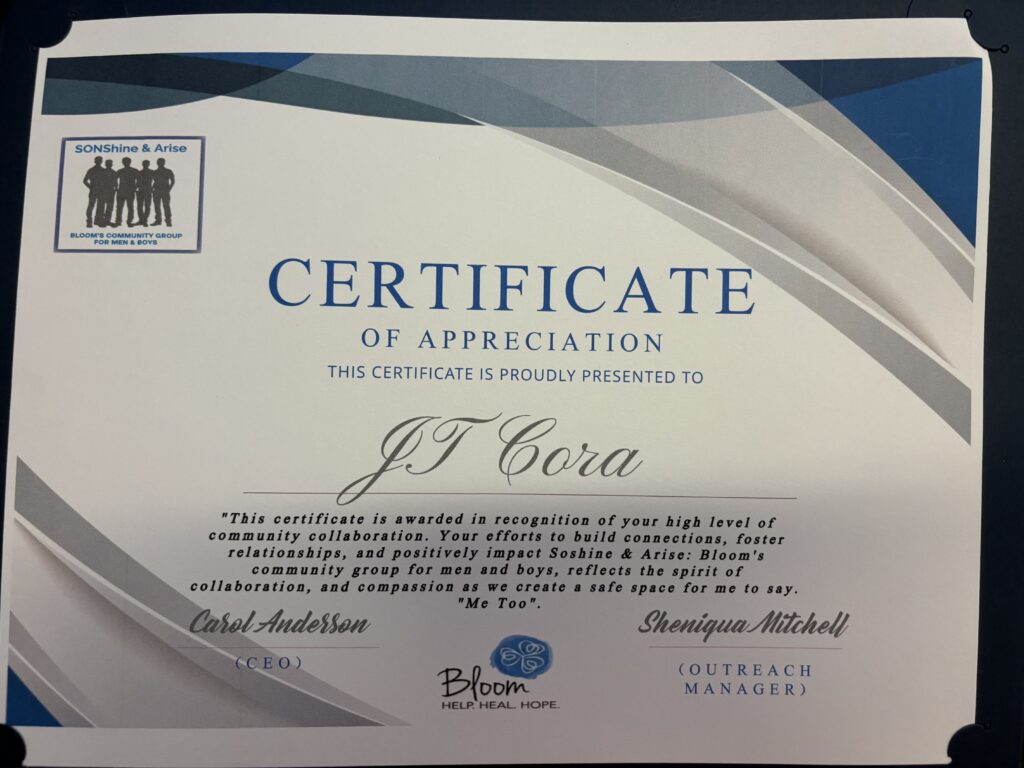 SONShine & Arise
BLOOM'S COMMUNITY GROUP
FOR MEN & BOYS
CERTIFICATE
OF APPRECIATION
THIS CERTIFICATE IS PROUDLY PRESENTED TO
JT Cora
"This certificate is awarded in recognition of your high level of
community collaboration. Your efforts to build connections, foster
relationships, and positively impact Soshine & Arise: Bloom's
community group for men and boys, reflects the spirit of
collaboration, and compassion as we create a safe space for me to say.
"Me Too".
Carol Anderson
(CEO)
Sheniqua Mitchell
(OUTREACH
MANAGER)
Bloom
HELP. HEAL. HOPE.